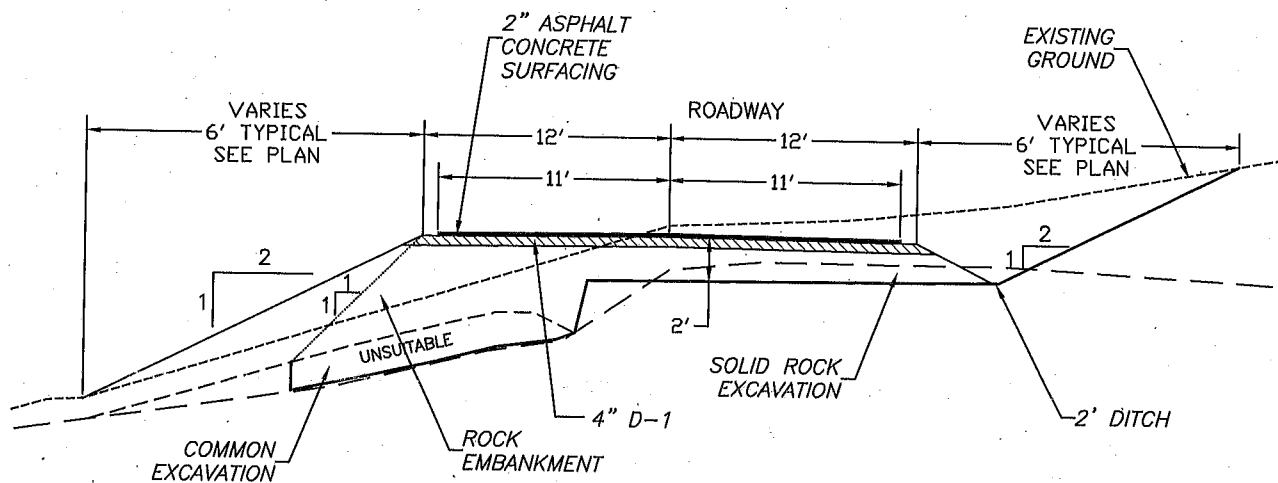 2" ASPHALT
CONCRETE
SURFACING
EXISTING
GROUND
VARIES
6' TYPICAL
SEE PLAN
ROADWAY
12'
12'
VARIES
6' TYPICAL
SEE PLAN
11'
11'
2
1
1
1
2
1
2'
UNSUITABLE
SOLID ROCK
EXCAVATION
4" D-1
2' DITCH
COMMON
EXCAVATION
ROCK
EMBANKMENT